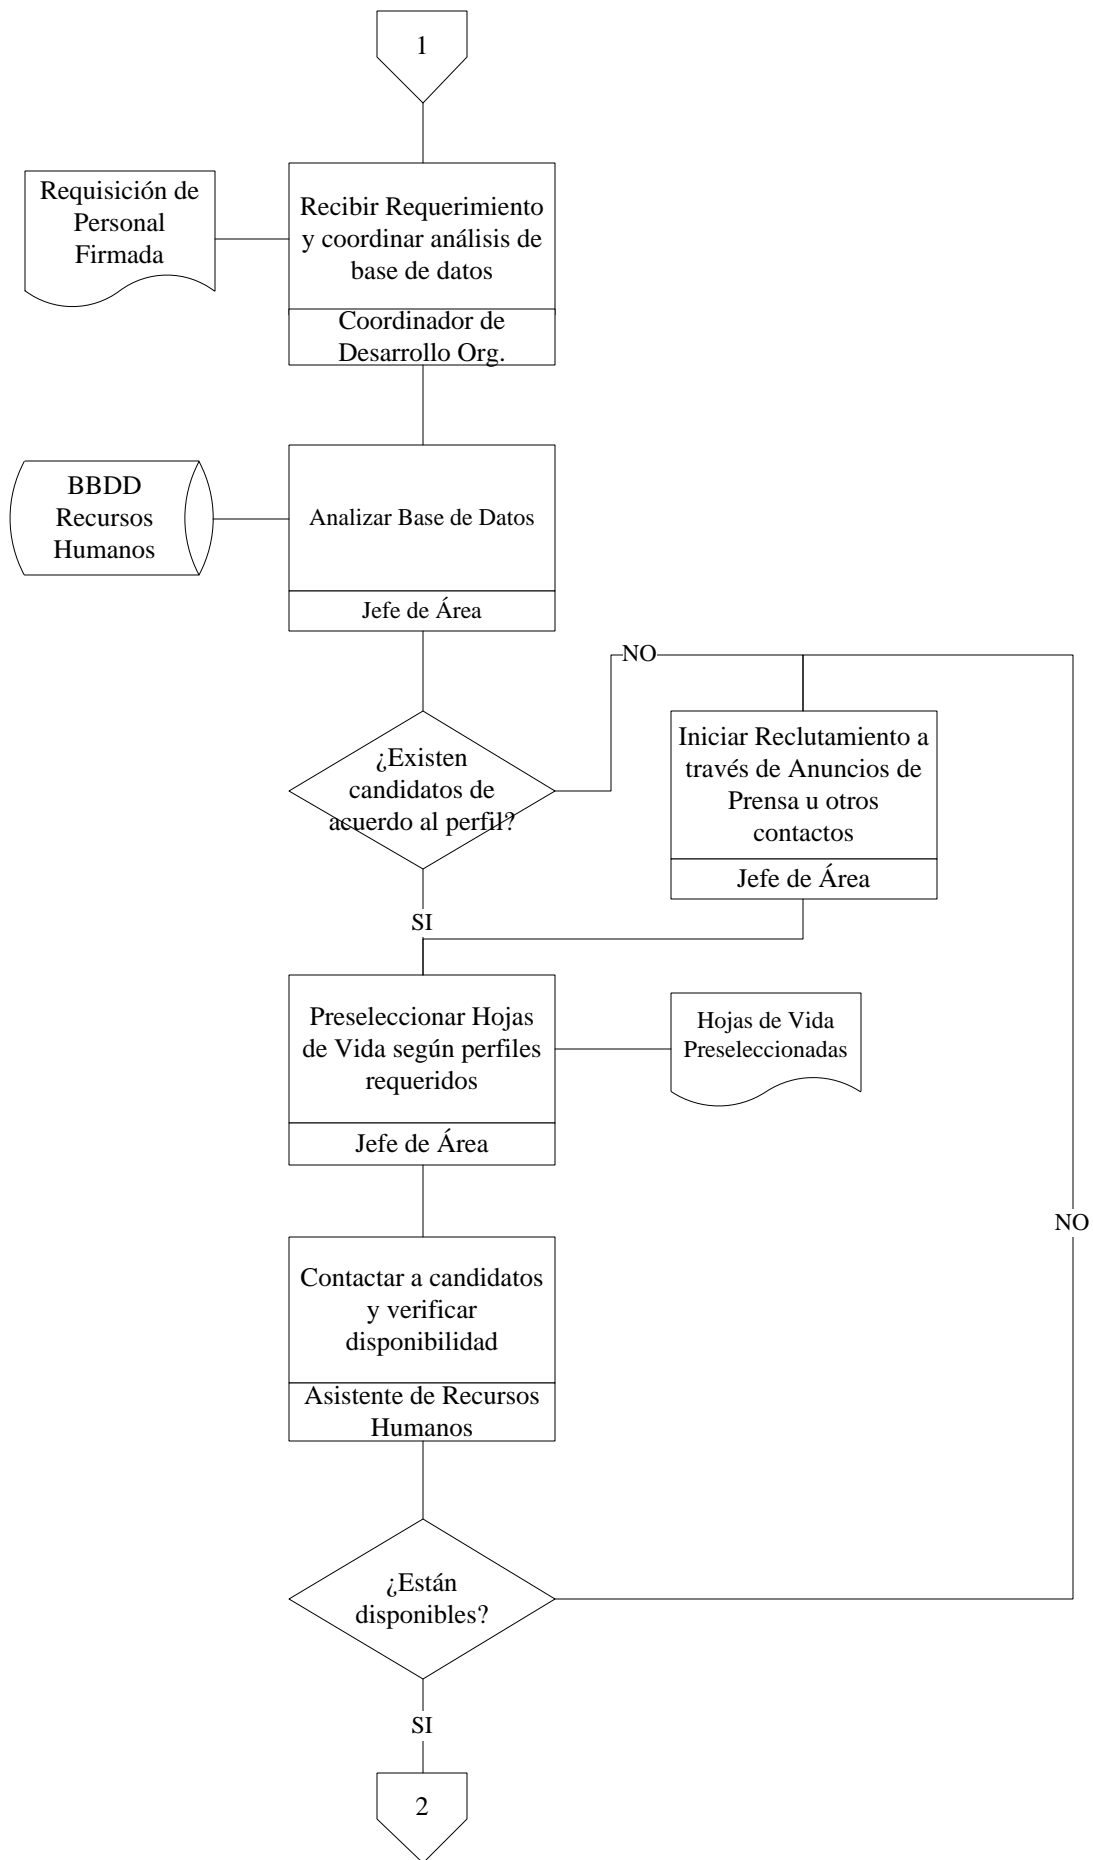 1
Requisición de
Personal
Firmada
Recibir Requerimiento
y coordinar análisis de
base de datos
Coordinador de
Desarrollo Org.
BBDD
Recursos
Humanos
Analizar Base de Datos
Jefe de Área
NO
¿Existen
candidatos de
acuerdo al perfil?
Iniciar Reclutamiento a
través de Anuncios de
Prensa u otros
contactos
Jefe de Área
SI
Preseleccionar Hojas
de Vida según perfiles
requeridos
Jefe de Área
Hojas de Vida
Preseleccionadas
NO
Contactar a candidatos
y verificar
disponibilidad
Asistente de Recursos
Humanos
¿Están
disponibles?
SI
2